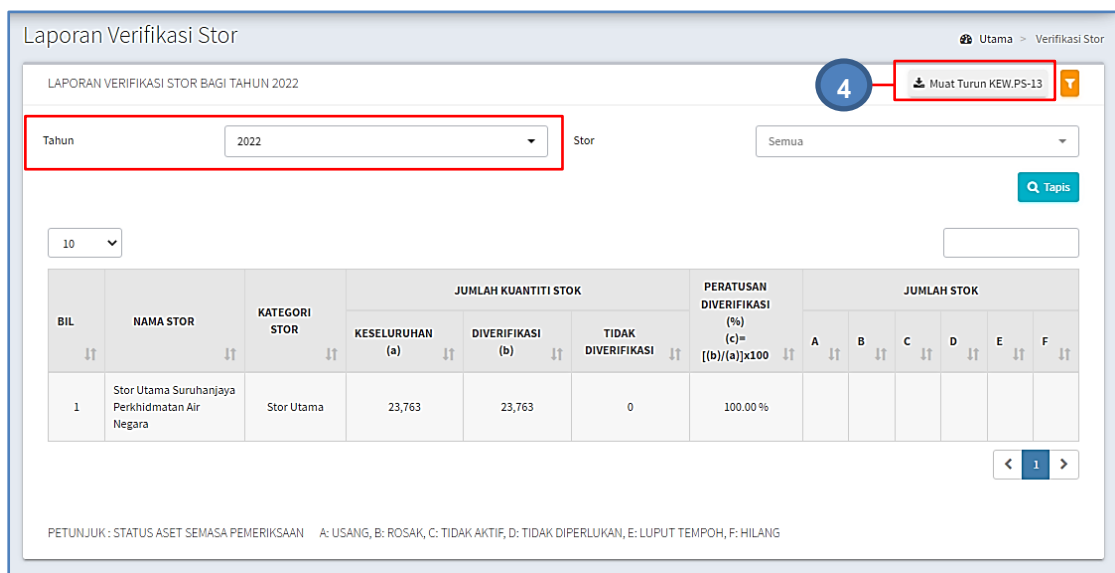 Laporan Verifikasi Stor
Utama > Verifikasi Stor
LAPORAN VERIFIKASI STOR BAGI TAHUN 2022
4
Muat Turun KEW.PS-13
Tahun
2022
Stor
Semua
Tapis
10
BIL
NAMA STOR
KATEGORI
STOR
JUMLAH KUANTITI STOK
KESELURUHAN
(a)
DIVERIFIKASI
(b)
TIDAK
DIVERIFIKASI
PERATUSAN
DIVERIFIKASI
(%)
(c)=
[(b)/(a)]x100
JUMLAH STOK
A
B
C
D
E
F
1
Stor Utama Suruhanjaya
Perkhidmatan Air
Negara
Stor Utama
23,763
23,763
0
100.00 %
< 1 >
PETUNJUK : STATUS ASET SEMASA PEMERIKSAAN A: USANG, B: ROSAK, C: TIDAK AKTIF, D: TIDAK DIPERLUKAN, E: LUPUT TEMPOH, F: HILANG